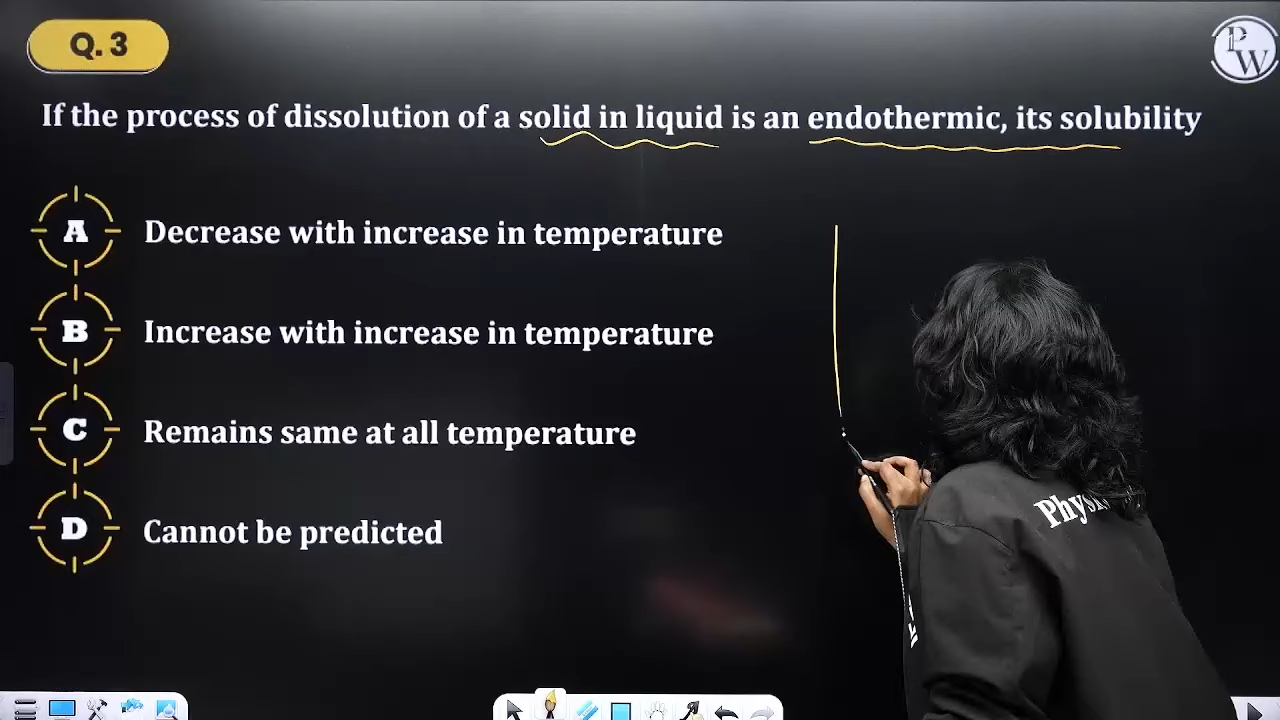 Q. 3
PW
If the process of dissolution of a solid in liquid is an endothermic, its solubility
A Decrease with increase in temperature
B Increase with increase in temperature
C Remains same at all temperature
D Cannot be predicted